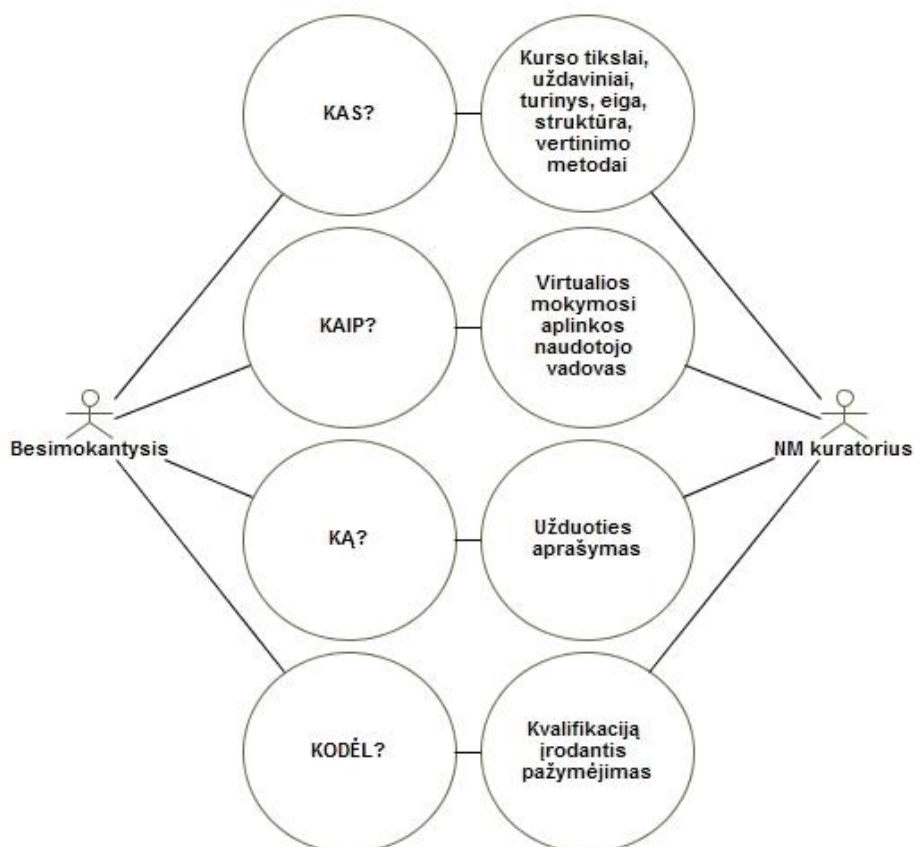 KAS?
Kurso tikslai,
uždaviniai,
turinys, eiga,
struktūra,
vertinimo
metodai
KAIP?
Virtualios
mokymosi
aplinkos
naudotojo
vadovas
Besimokantysis
NM kuratorius
KĄ?
Užduoties
aprašymas
KODĖL?
Kvalifikaciją
įrodantis
pažymėjimas